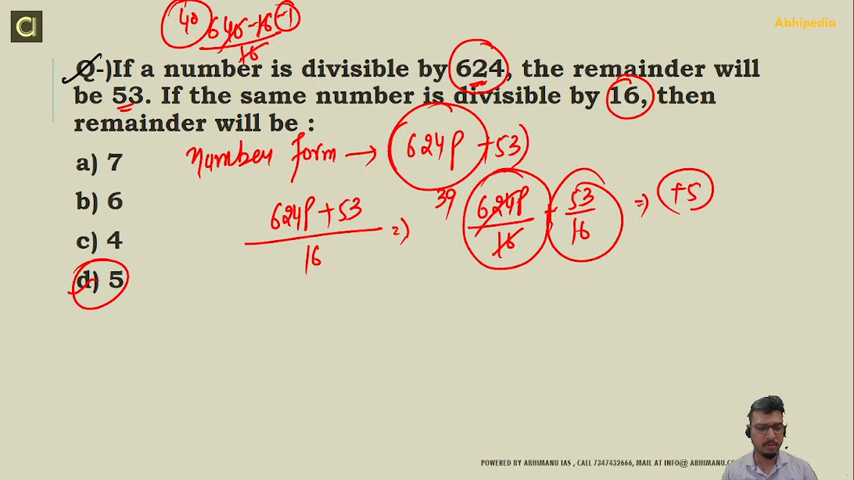 a
Abhipedia
40 640 - 16 -1
16
Q-)If a number is divisible by 624, the remainder will
be 53. If the same number is divisible by 16, then
remainder will be :
Number form → 624p + 53
a) 7
b) 6
c) 4
d) 5
624p + 53
16
=)
39 624p
16
+ 53
16
=) +5
POWERED BY ABHIMANU IAS , CALL 7347432666, MAIL AT INFO@ ABHIMANU.C